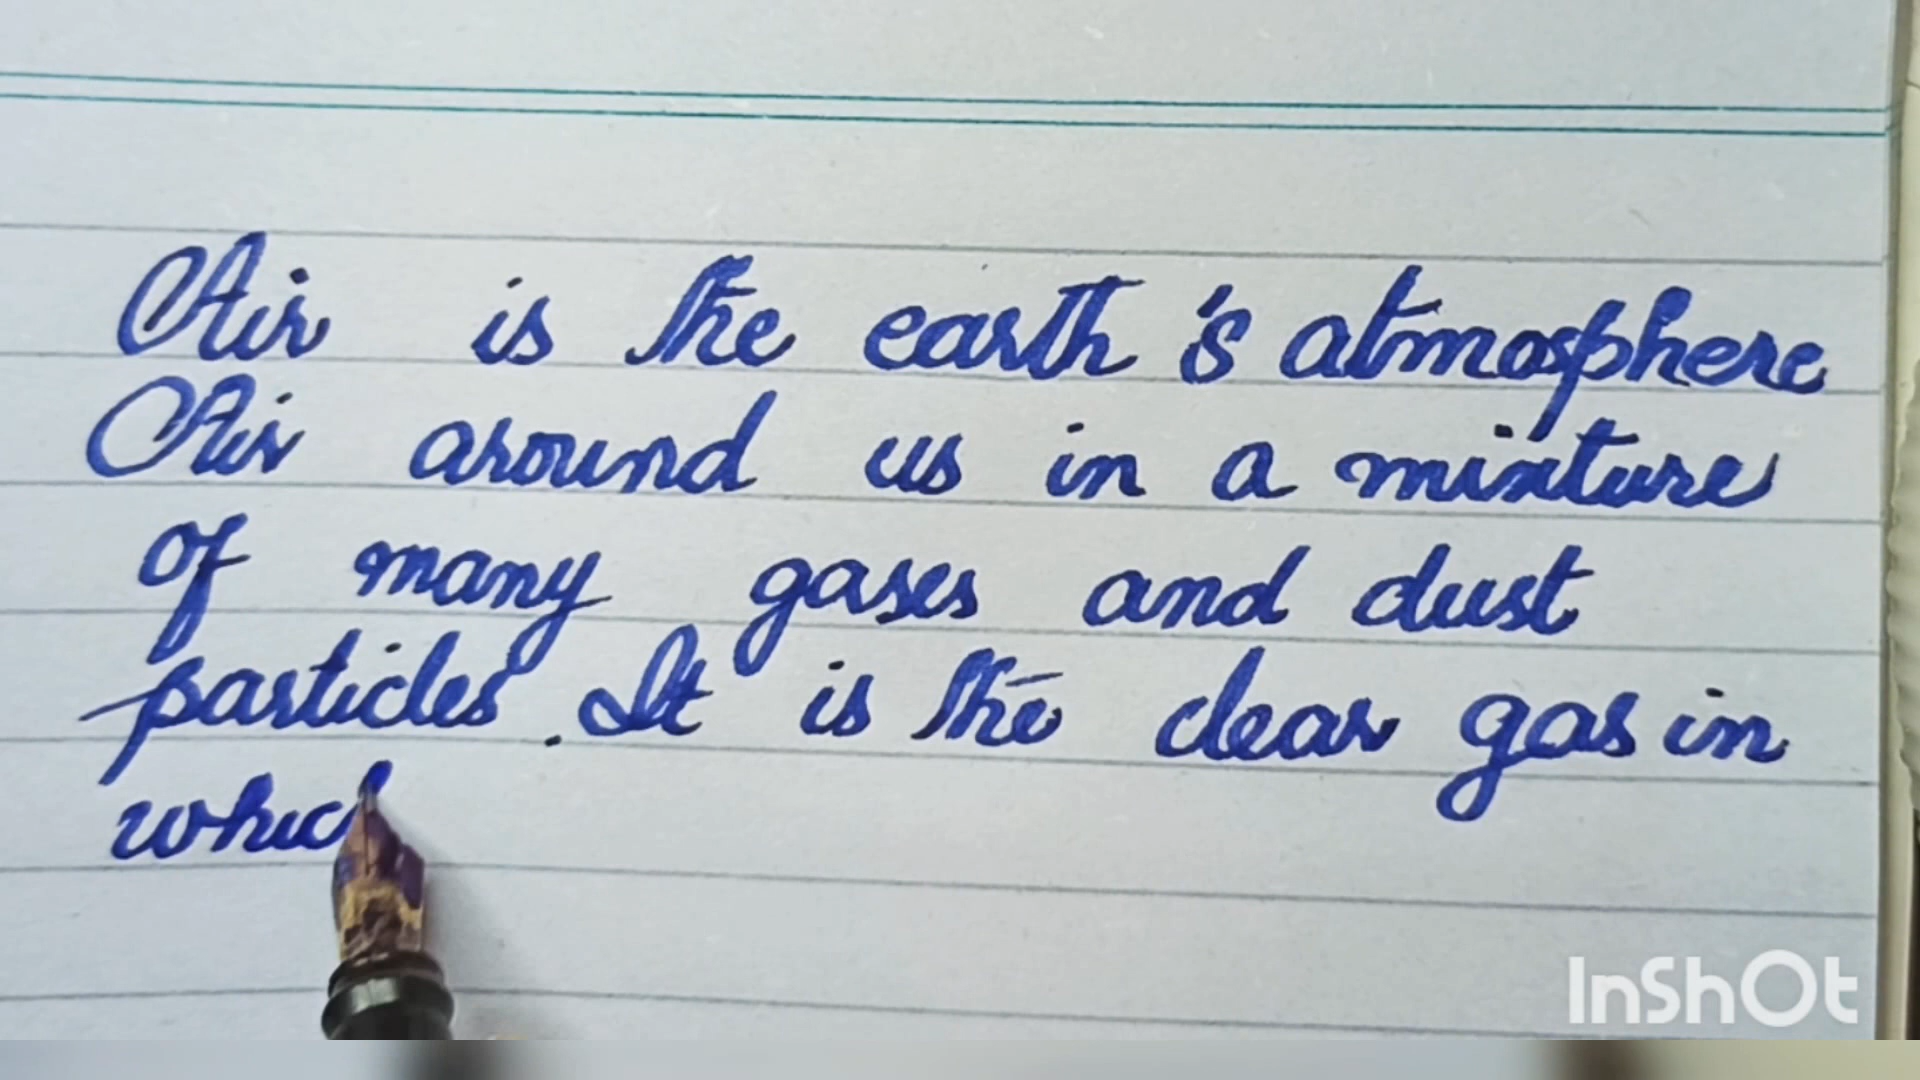 Air is the earth's atmosphere
Air around us in a mixture
of many gases and dust
particles. It is the clear gas in
which
InShOt